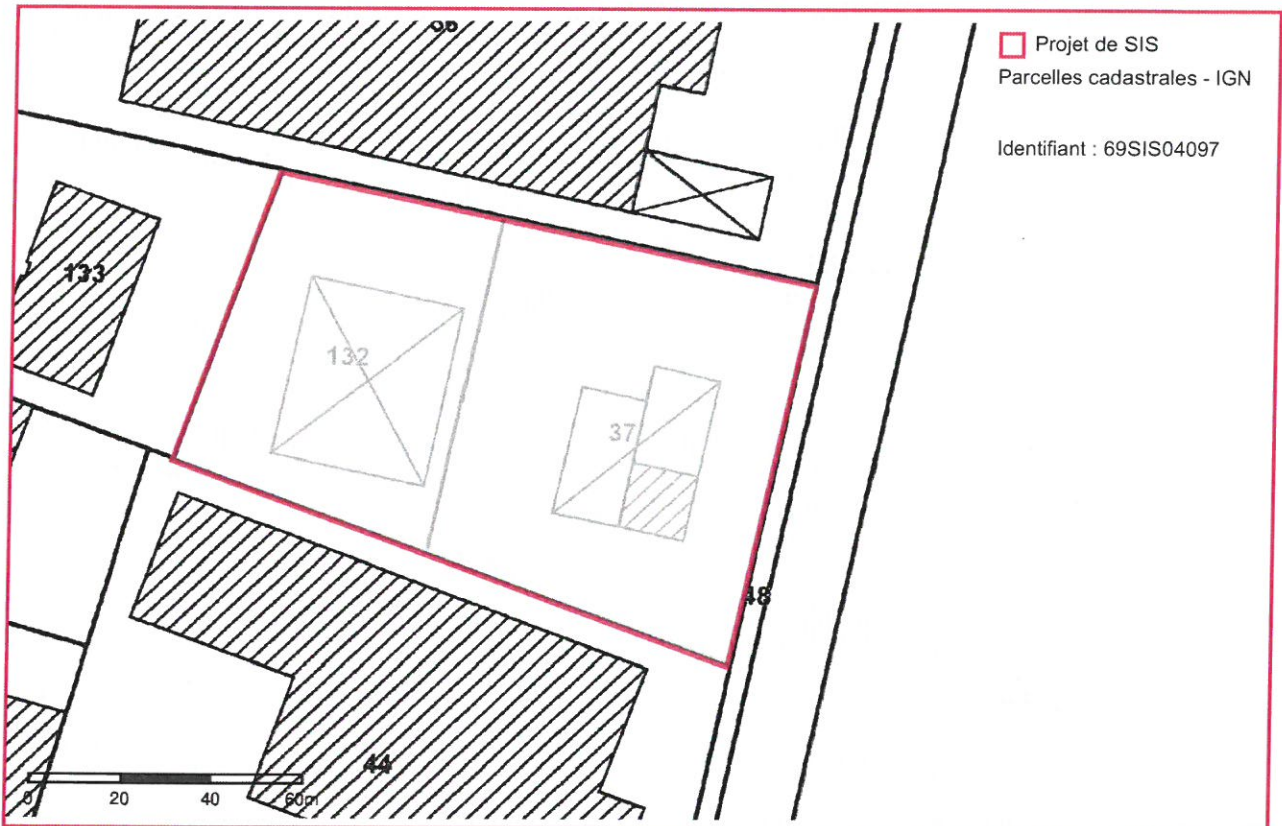 Projet de SIS
Parcelles cadastrales - IGN
Identifiant : 69SIS04097
133
132
37
48
44
0 20 40 60m